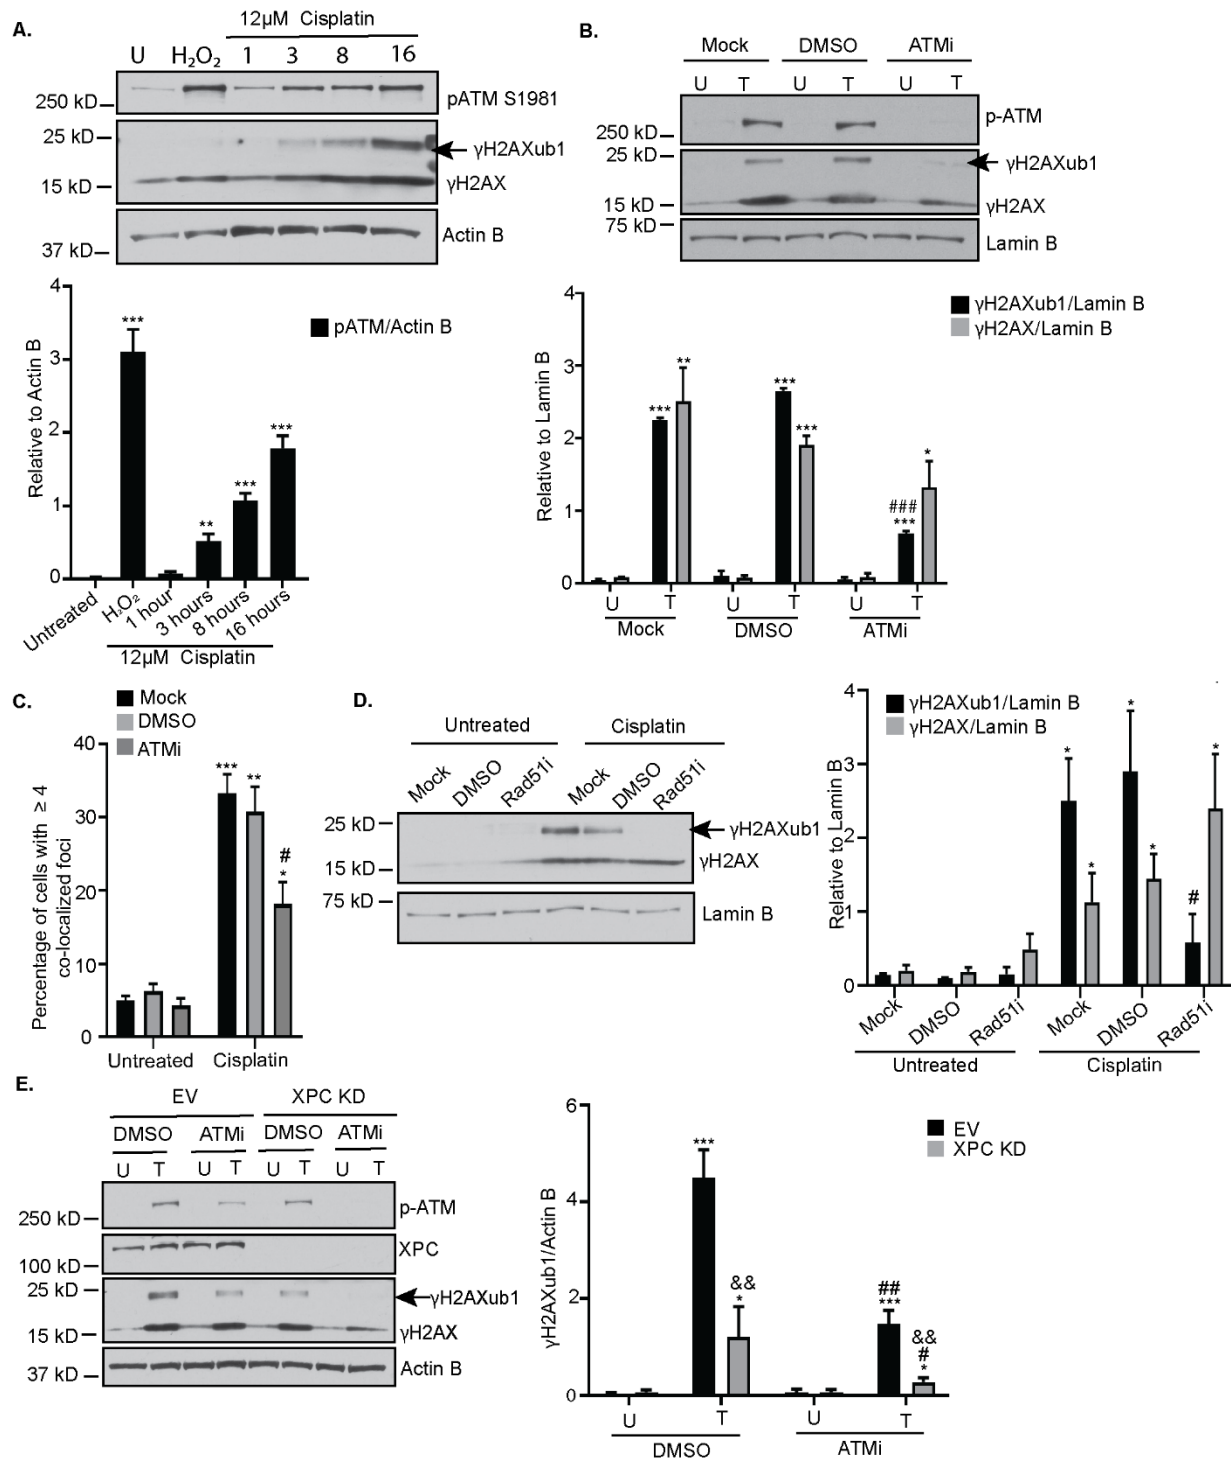 A.
12µM Cisplatin
U H₂O₂ 1 3 8 16
250 kD
pATM S1981
25 kD
γH2AXub1
15 kD
γH2AX
37 kD
Actin B
4
3
2
1
0
Relative to Actin B
pATM/Actin B
***
**
***
***
Untreated
H₂O₂
1 hour
3 hours
8 hours
16 hours
12µM Cisplatin
B.
Mock DMSO ATMi
U T U T U T
250 kD
p-ATM
25 kD
γH2AXub1
15 kD
γH2AX
75 kD
Lamin B
4
3
2
1
0
Relative to Lamin B
γH2AXub1/Lamin B
γH2AX/Lamin B
***
**
***
***
###
***
*
U T U T U T
Mock DMSO ATMi
C.
Mock
DMSO
ATMi
40
30
20
10
0
Percentage of cells with ≥ 4
co-localized foci
***
**
#
*
Untreated Cisplatin
D.
Untreated Cisplatin
Mock DMSO Rad51i Mock DMSO Rad51i
25 kD
γH2AXub1
15 kD
γH2AX
75 kD
Lamin B
4
3
2
1
0
Relative to Lamin B
γH2AXub1/Lamin B
γH2AX/Lamin B
*
*
*
*
#
*
Mock DMSO Rad51i Mock DMSO Rad51i
Untreated Cisplatin
E.
EV XPC KD
DMSO ATMi DMSO ATMi
U T U T U T U T
250 kD
p-ATM
100 kD
XPC
25 kD
γH2AXub1
15 kD
γH2AX
37 kD
Actin B
6
4
2
0
γH2AXub1/Actin B
EV
XPC KD
***
&&
*
##
***
&&
#
*
U T U T
DMSO ATMi